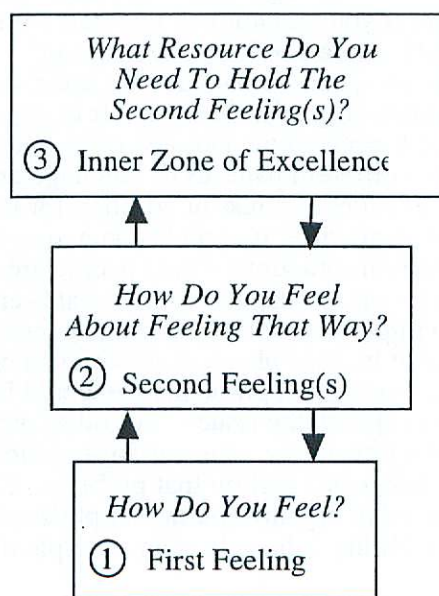 What Resource Do You
Need To Hold The
Second Feeling(s)?
③ Inner Zone of Excellence
How Do You Feel
About Feeling That Way?
② Second Feeling(s)
How Do You Feel?
① First Feeling